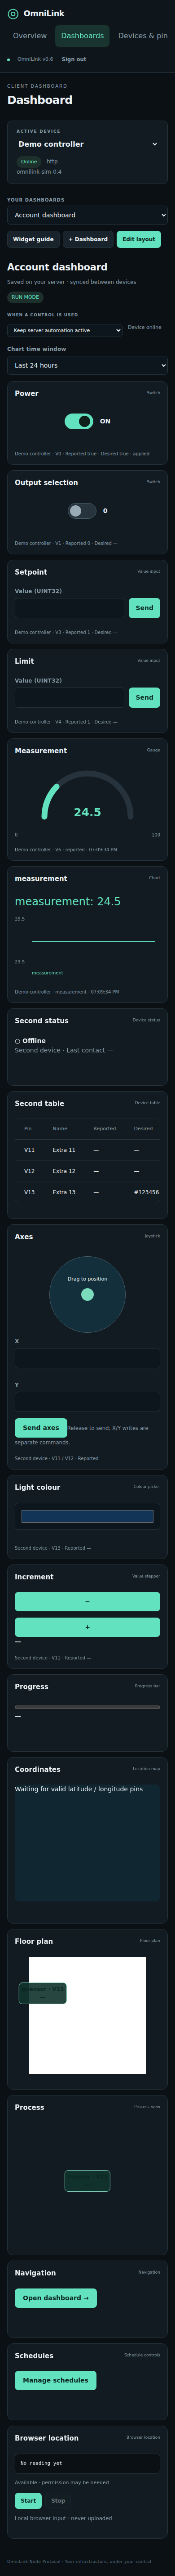 OmniLink
Overview Dashboards Devices & pin
OmniLink v0.6 Sign out
CLIENT DASHBOARD
Dashboard
ACTIVE DEVICE
Demo controller
Online http
omnilink-sim-0.4
YOUR DASHBOARDS
Account dashboard
Widget guide + Dashboard Edit layout
Account dashboard
Saved on your server · synced between devices
RUN MODE
WHEN A CONTROL IS USED
Keep server automation active Device online
Chart time window
Last 24 hours
Power Switch
ON
Demo controller · V0 · Reported true · Desired true · applied
Output selection Switch
0
Demo controller · V1 · Reported 0 · Desired —
Setpoint Value input
Value (UINT32)
Send
Demo controller · V3 · Reported 1 · Desired —
Limit Value input
Value (UINT32)
Send
Demo controller · V4 · Reported 1 · Desired —
Measurement Gauge
24.5
0 100
Demo controller · V6 · reported · 07:09:34 PM
measurement Chart
measurement: 24.5
25.5
23.5
measurement
Demo controller · measurement · 07:09:34 PM
Second status Device status
○ Offline
Second device · Last contact —
Second table Device table
Pin Name Reported Desired
V11 Extra 11 — —
V12 Extra 12 — —
V13 Extra 13 — #123456
Axes Joystick
Drag to position
X
Y
Send axes Release to send. X/Y writes are
separate commands.
Second device · V11 / V12 · Reported —
Light colour Colour picker
Second device · V13 · Reported —
Increment Value stepper
−
+
—
Second device · V11 · Reported —
Progress Progress bar
—
Coordinates Location map
Waiting for valid latitude / longitude pins
Floor plan Floor plan
Process Process view
Navigation Navigation
Open dashboard →
Schedules Schedule controls
Manage schedules
Browser location Browser location
No reading yet
Available · permission may be needed
Start Stop
Local browser input · never uploaded
OmniLink Node Protocol · Your infrastructure, under your control.